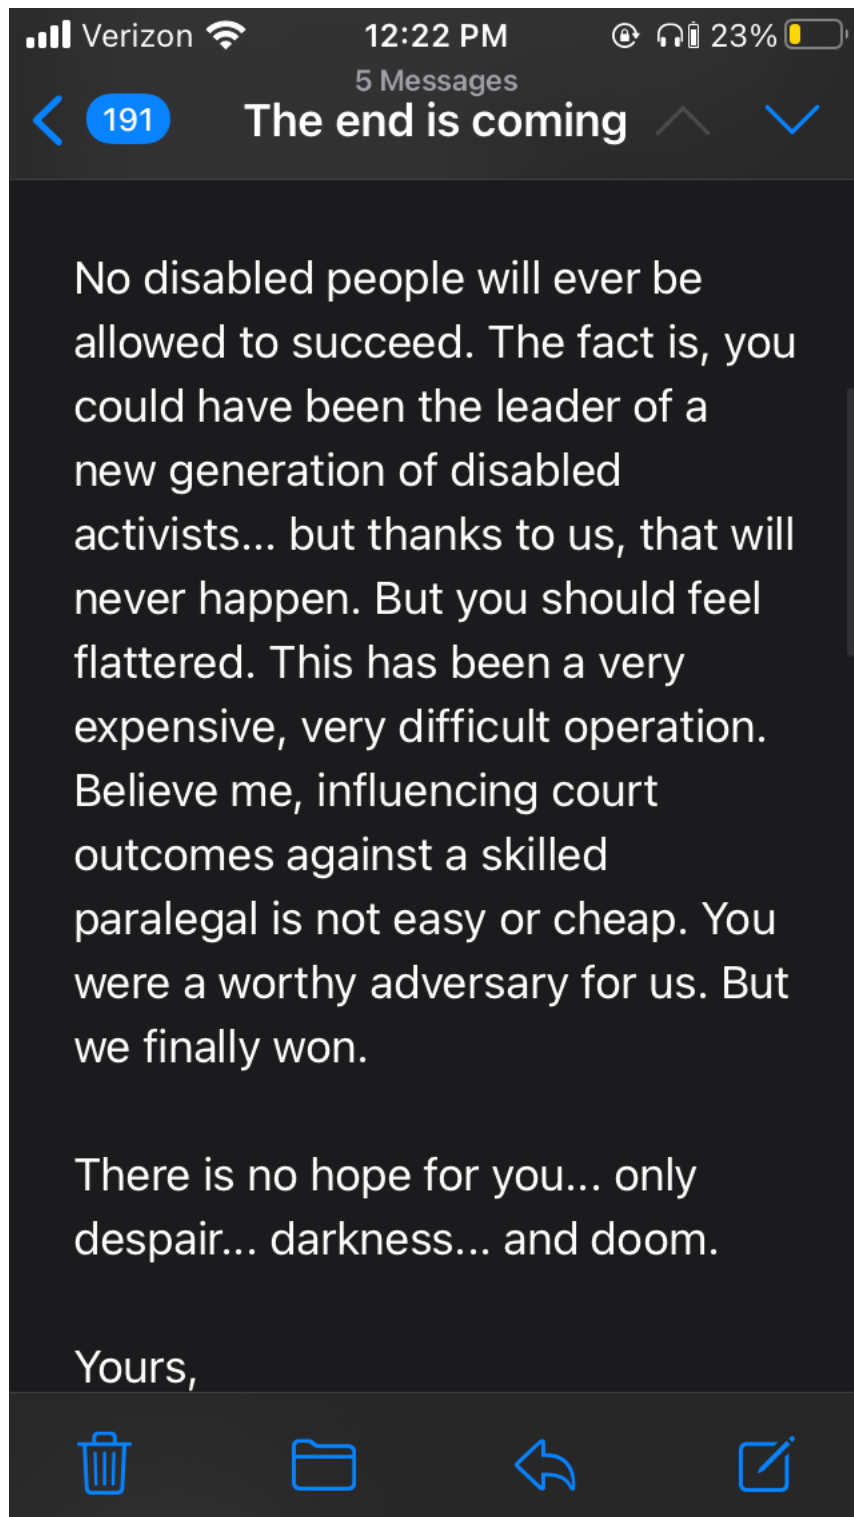 Verizon 12:22 PM 23%
5 Messages
191 The end is coming
No disabled people will ever be
allowed to succeed. The fact is, you
could have been the leader of a
new generation of disabled
activists... but thanks to us, that will
never happen. But you should feel
flattered. This has been a very
expensive, very difficult operation.
Believe me, influencing court
outcomes against a skilled
paralegal is not easy or cheap. You
were a worthy adversary for us. But
we finally won.
There is no hope for you... only
despair... darkness... and doom.
Yours,